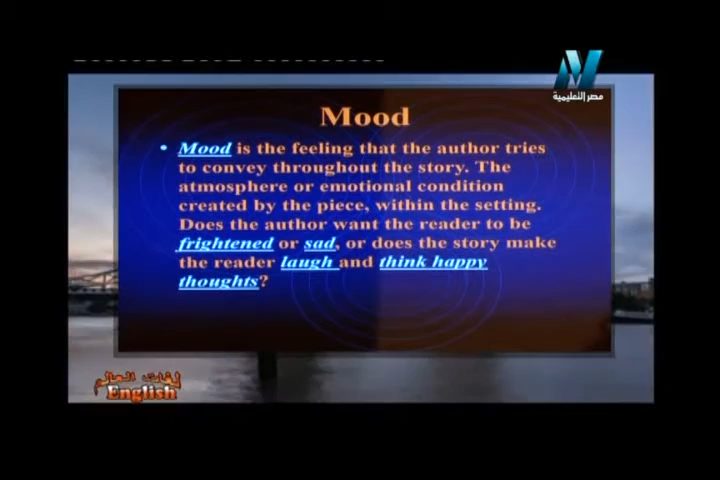 مصر التعليمية
Mood
• Mood is the feeling that the author tries
to convey throughout the story. The
atmosphere or emotional condition
created by the piece, within the setting.
Does the author want the reader to be
frightened or sad, or does the story make
the reader laugh and think happy
thoughts?
لغات العالم
English